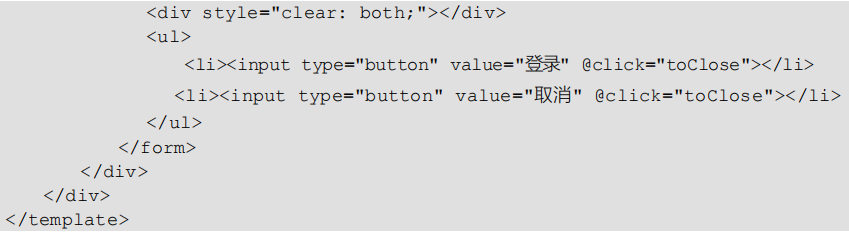 <div style="clear: both;"></div>
<ul>
<li><input type="button" value="登录" @click="toClose"></li>
<li><input type="button" value="取消" @click="toClose"></li>
</ul>
</form>
</div>
</div>
</template>